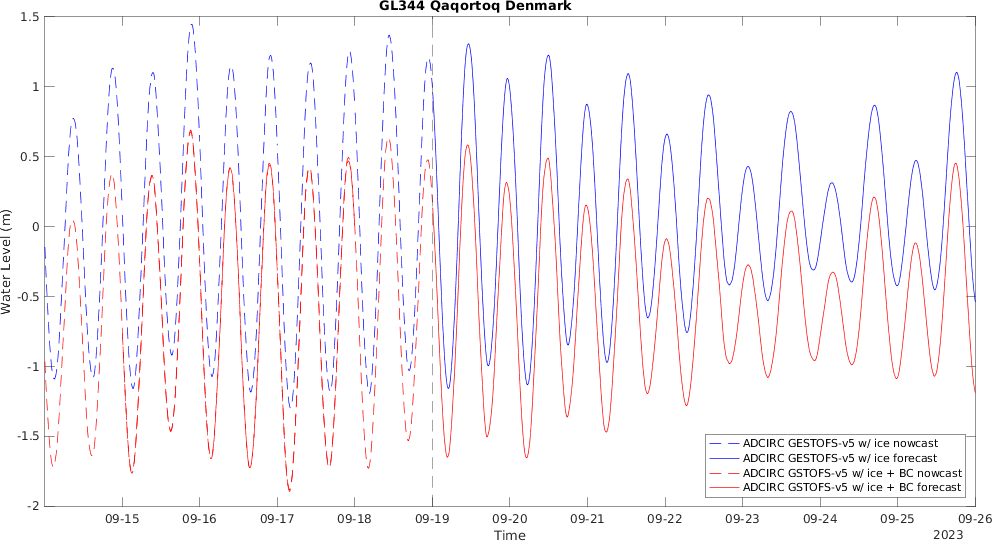 GL344 Qaqortoq Denmark
1.5
1
0.5
0
-0.5
-1
-1.5
-2
Water Level (m)
09-15 09-16 09-17 09-18 09-19 09-20 09-21 09-22 09-23 09-24 09-25 09-26
Time
2023
ADCIRC GESTOFS-v5 w/ ice nowcast
ADCIRC GESTOFS-v5 w/ ice forecast
ADCIRC GSTOFS-v5 w/ ice + BC nowcast
ADCIRC GSTOFS-v5 w/ ice + BC forecast